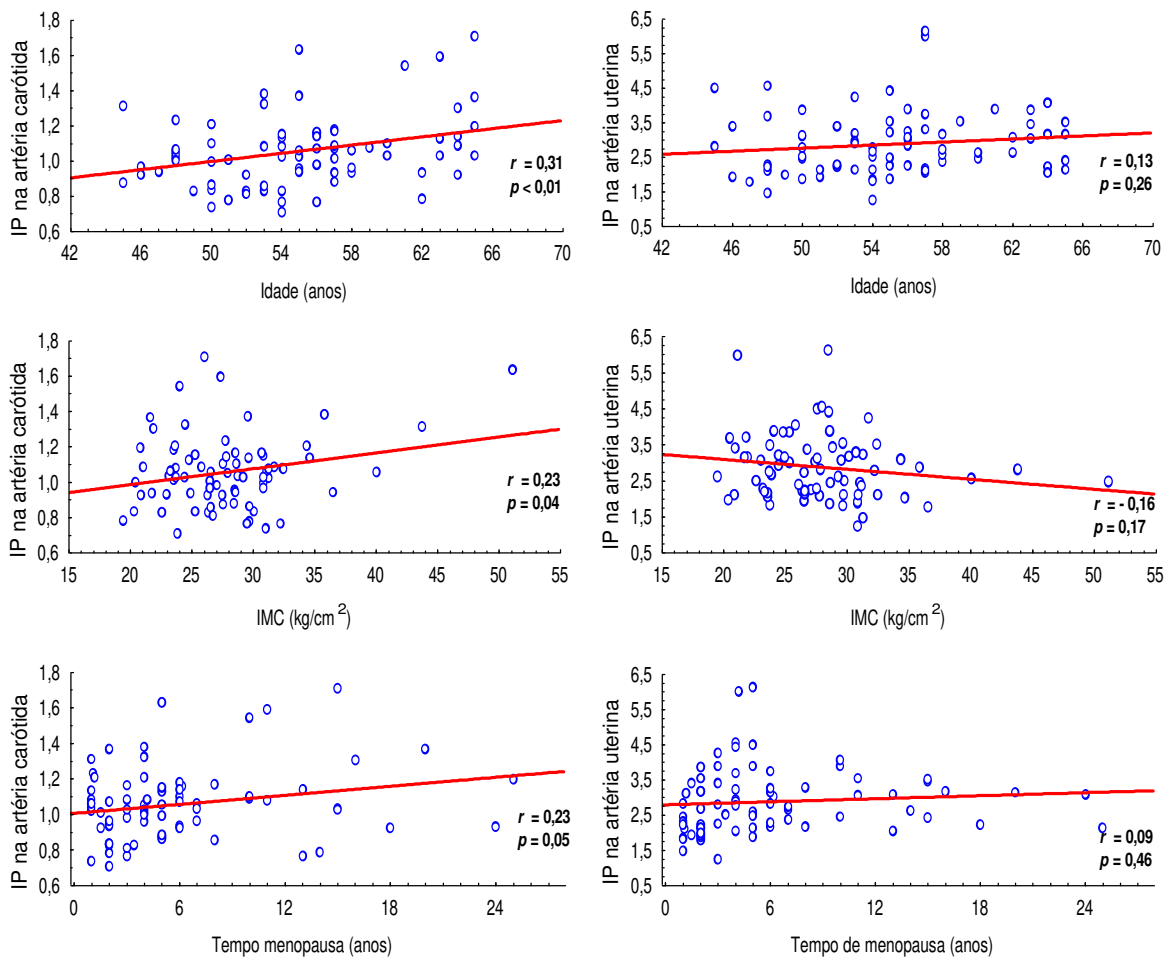 IP na artéria carótida
1,8
1,6
1,4
1,2
1,0
0,8
0,6
r = 0,31
p < 0,01
42 46 50 54 58 62 66 70
Idade (anos)
IP na artéria uterina
6,5
5,5
4,5
3,5
2,5
1,5
0,5
r = 0,13
p = 0,26
42 46 50 54 58 62 66 70
Idade (anos)
IP na artéria carótida
1,8
1,6
1,4
1,2
1,0
0,8
0,6
r = 0,23
p = 0,04
15 20 25 30 35 40 45 50 55
IMC (kg/cm²)
IP na artéria uterina
6,5
5,5
4,5
3,5
2,5
1,5
0,5
r = - 0,16
p = 0,17
15 20 25 30 35 40 45 50 55
IMC (kg/cm²)
IP na artéria carótida
1,8
1,6
1,4
1,2
1,0
0,8
0,6
r = 0,23
p = 0,05
0 6 12 18 24
Tempo menopausa (anos)
IP na artéria uterina
6,5
5,5
4,5
3,5
2,5
1,5
0,5
r = 0,09
p = 0,46
0 6 12 18 24
Tempo de menopausa (anos)